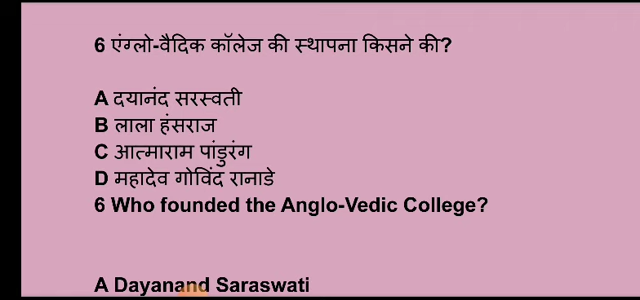 6 एंग्लो-वैदिक कॉलेज की स्थापना किसने की?
A दयानंद सरस्वती
B लाला हंसराज
C आत्माराम पांडुरंग
D महादेव गोविंद रानाडे
6 Who founded the Anglo-Vedic College?
A Dayanand Saraswati